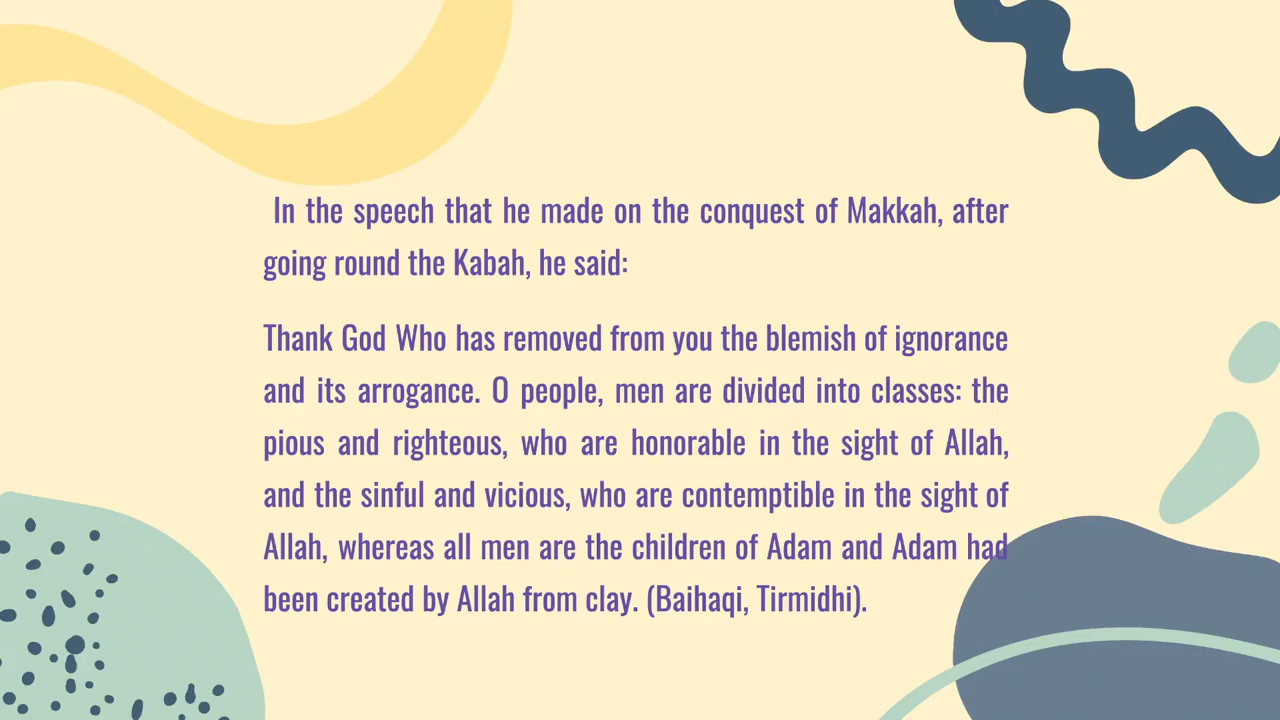 In the speech that he made on the conquest of Makkah, after
going round the Kabah, he said:
Thank God Who has removed from you the blemish of ignorance
and its arrogance. O people, men are divided into classes: the
pious and righteous, who are honorable in the sight of Allah,
and the sinful and vicious, who are contemptible in the sight of
Allah, whereas all men are the children of Adam and Adam had
been created by Allah from clay. (Baihaqi, Tirmidhi).